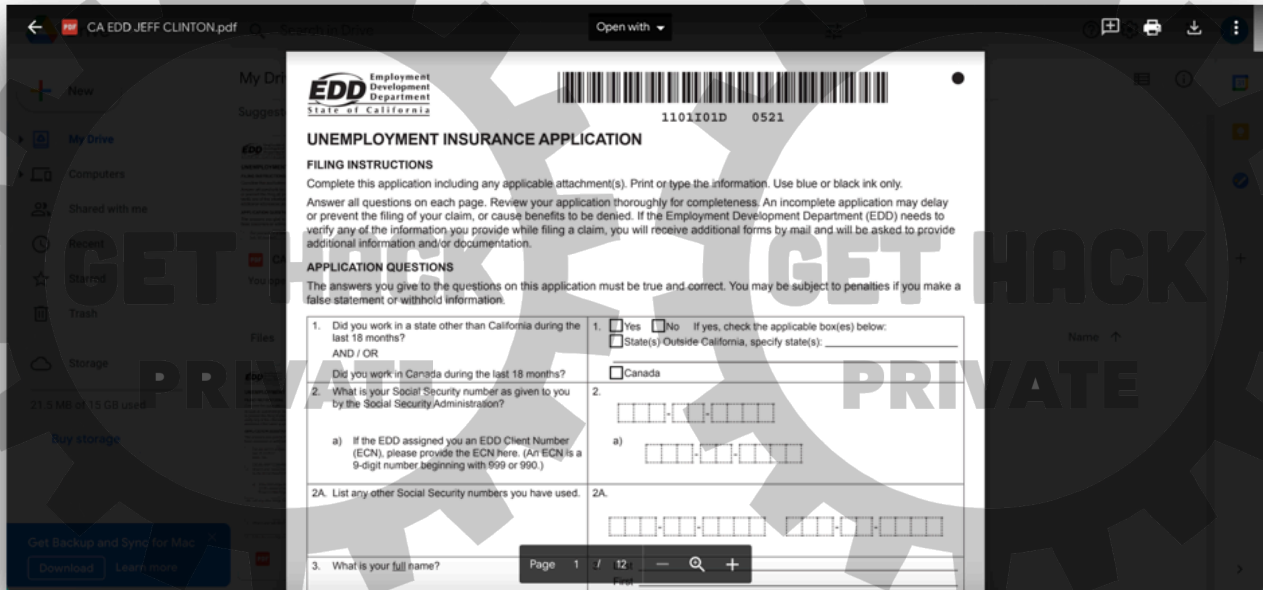 CA EDD JEFF CLINTON.pdf
Search in Drive
Open with
New
My Drive
Computers
Shared with me
Recent
Starred
Trash
Storage
21.5 MB of 15 GB used
Buy storage
Get Backup and Sync for Mac
Download Learn more
Files
Name
EDD Employment
Development
Department
State of California
1101I01D 0521
UNEMPLOYMENT INSURANCE APPLICATION
FILING INSTRUCTIONS
Complete this application including any applicable attachment(s). Print or type the information. Use blue or black ink only.
Answer all questions on each page. Review your application thoroughly for completeness. An incomplete application may delay
or prevent the filing of your claim, or cause benefits to be denied. If the Employment Development Department (EDD) needs to
verify any of the information you provide while filing a claim, you will receive additional forms by mail and will be asked to provide
additional information and/or documentation.
APPLICATION QUESTIONS
The answers you give to the questions on this application must be true and correct. You may be subject to penalties if you make a
false statement or withhold information.
1. Did you work in a state other than California during the
last 18 months?
AND / OR
Did you work in Canada during the last 18 months?
1. Yes No If yes, check the applicable box(es) below:
State(s) Outside California, specify state(s):
Canada
2. What is your Social Security number as given to you
by the Social Security Administration?
2.
a) If the EDD assigned you an EDD Client Number
(ECN), please provide the ECN here. (An ECN is a
9-digit number beginning with 999 or 990.)
a)
2A. List any other Social Security numbers you have used.
2A.
3. What is your full name?
First
Page 1 / 12
GET HACK
PRIVATE
GET HACK
PRIVATE